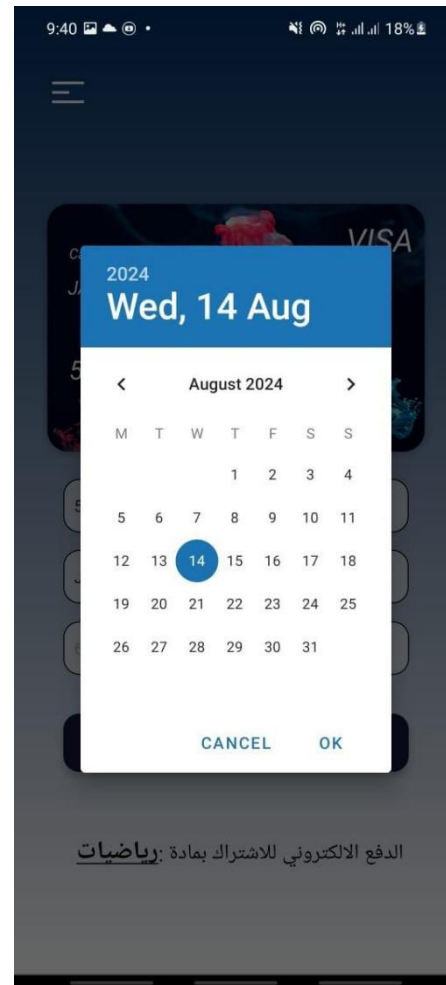 9:40
18%
VISA
2024
Wed, 14 Aug
August 2024
M T W T F S S
1 2 3 4
5 6 7 8 9 10 11
12 13 14 15 16 17 18
19 20 21 22 23 24 25
26 27 28 29 30 31
CANCEL OK
الدفع الالكتروني للاشتراك بمادة :رياضيات